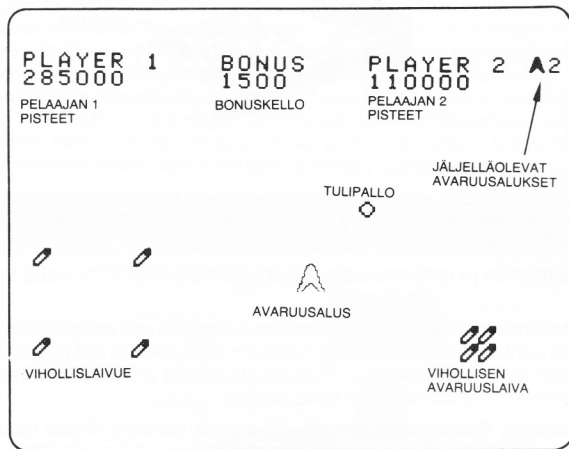 PLAYER 1
285000
PELAAJAN 1
PISTEET
BONUS
1500
BONUSKELLO
PLAYER 2 A2
110000
PELAAJAN 2
PISTEET
JÄLJELLÄOLEVAT
AVARUUSALUKSET
TULIPALLO
AVARUUSALUS
VIHOLLISLAIVUE
VIHOLLISEN
AVARUUSLAIVA